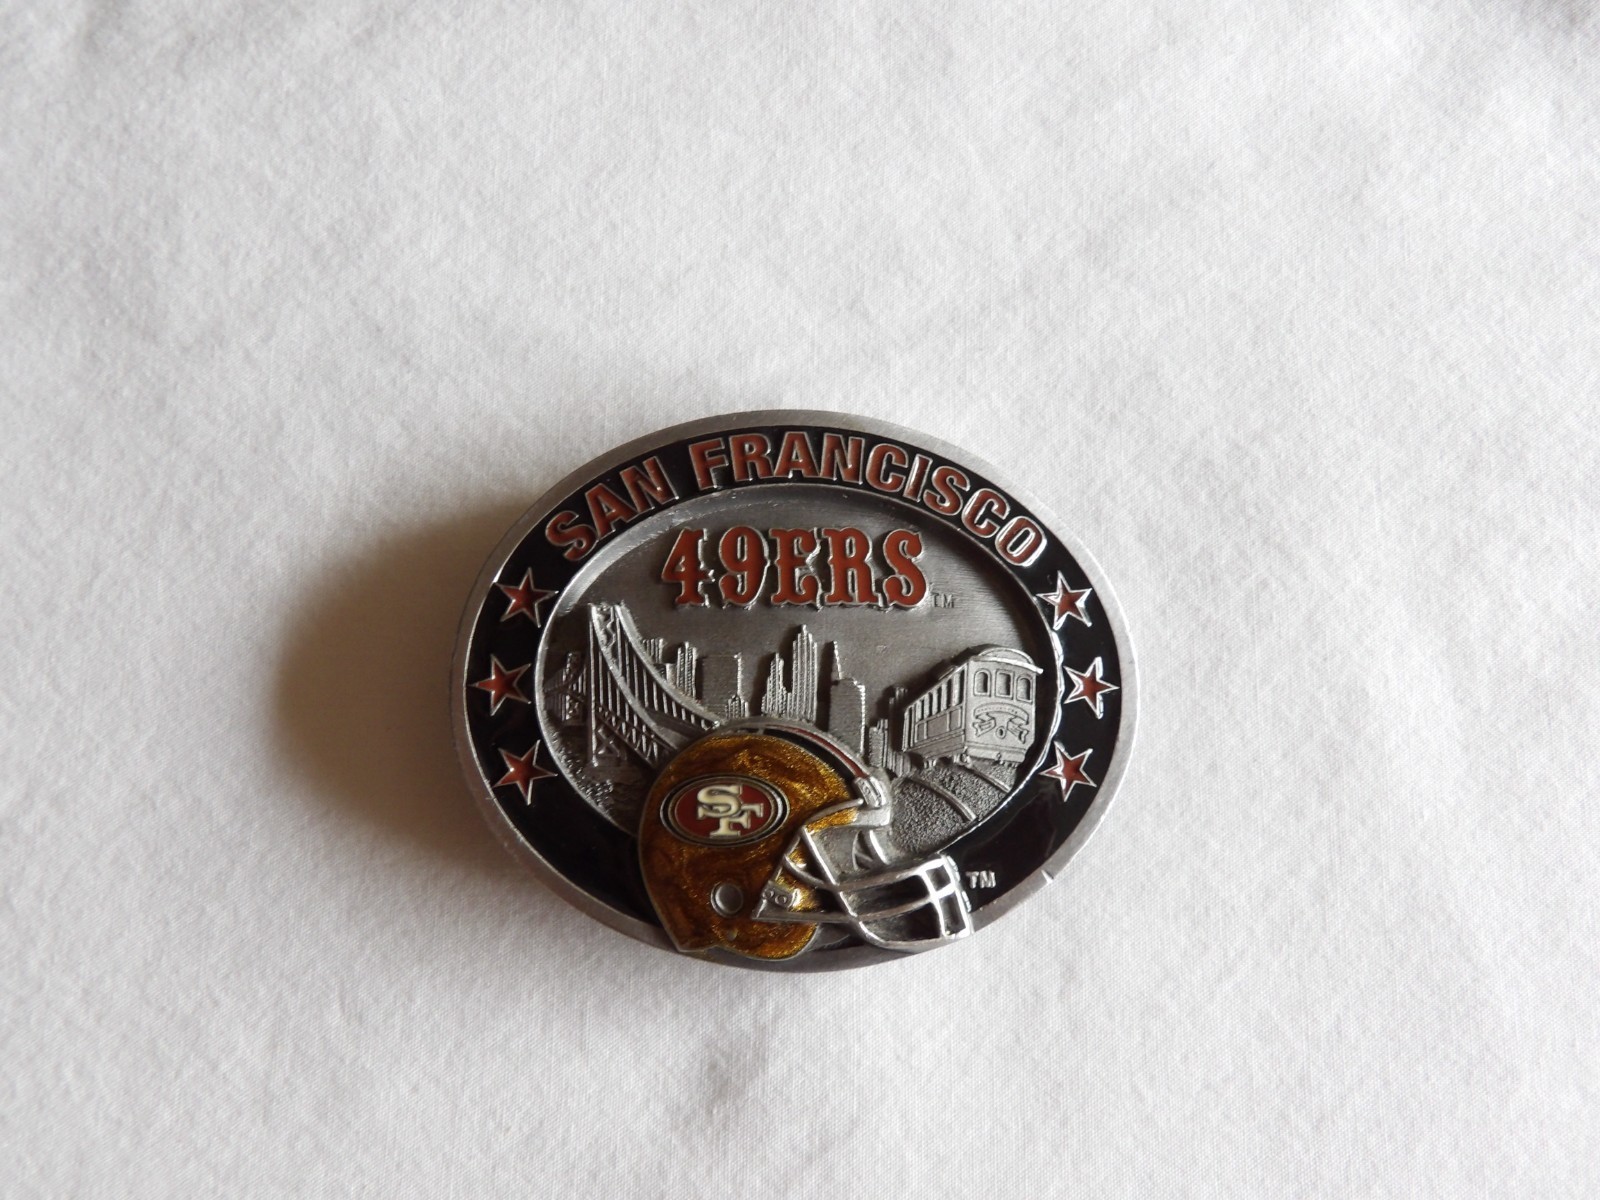 SAN FRANCISCO
49ERS TM
SF
TM